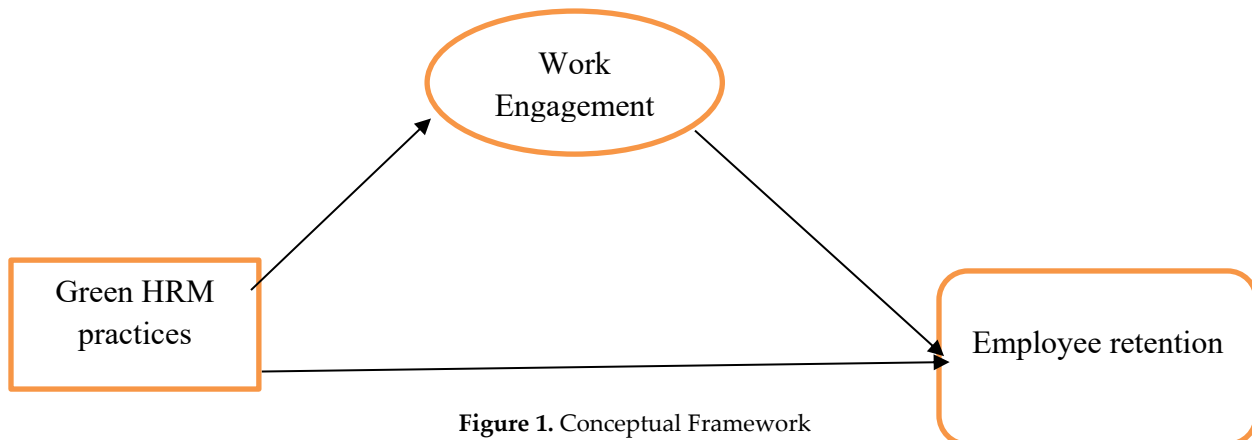 Work
Engagement
Green HRM
practices
Employee retention
Figure 1. Conceptual Framework